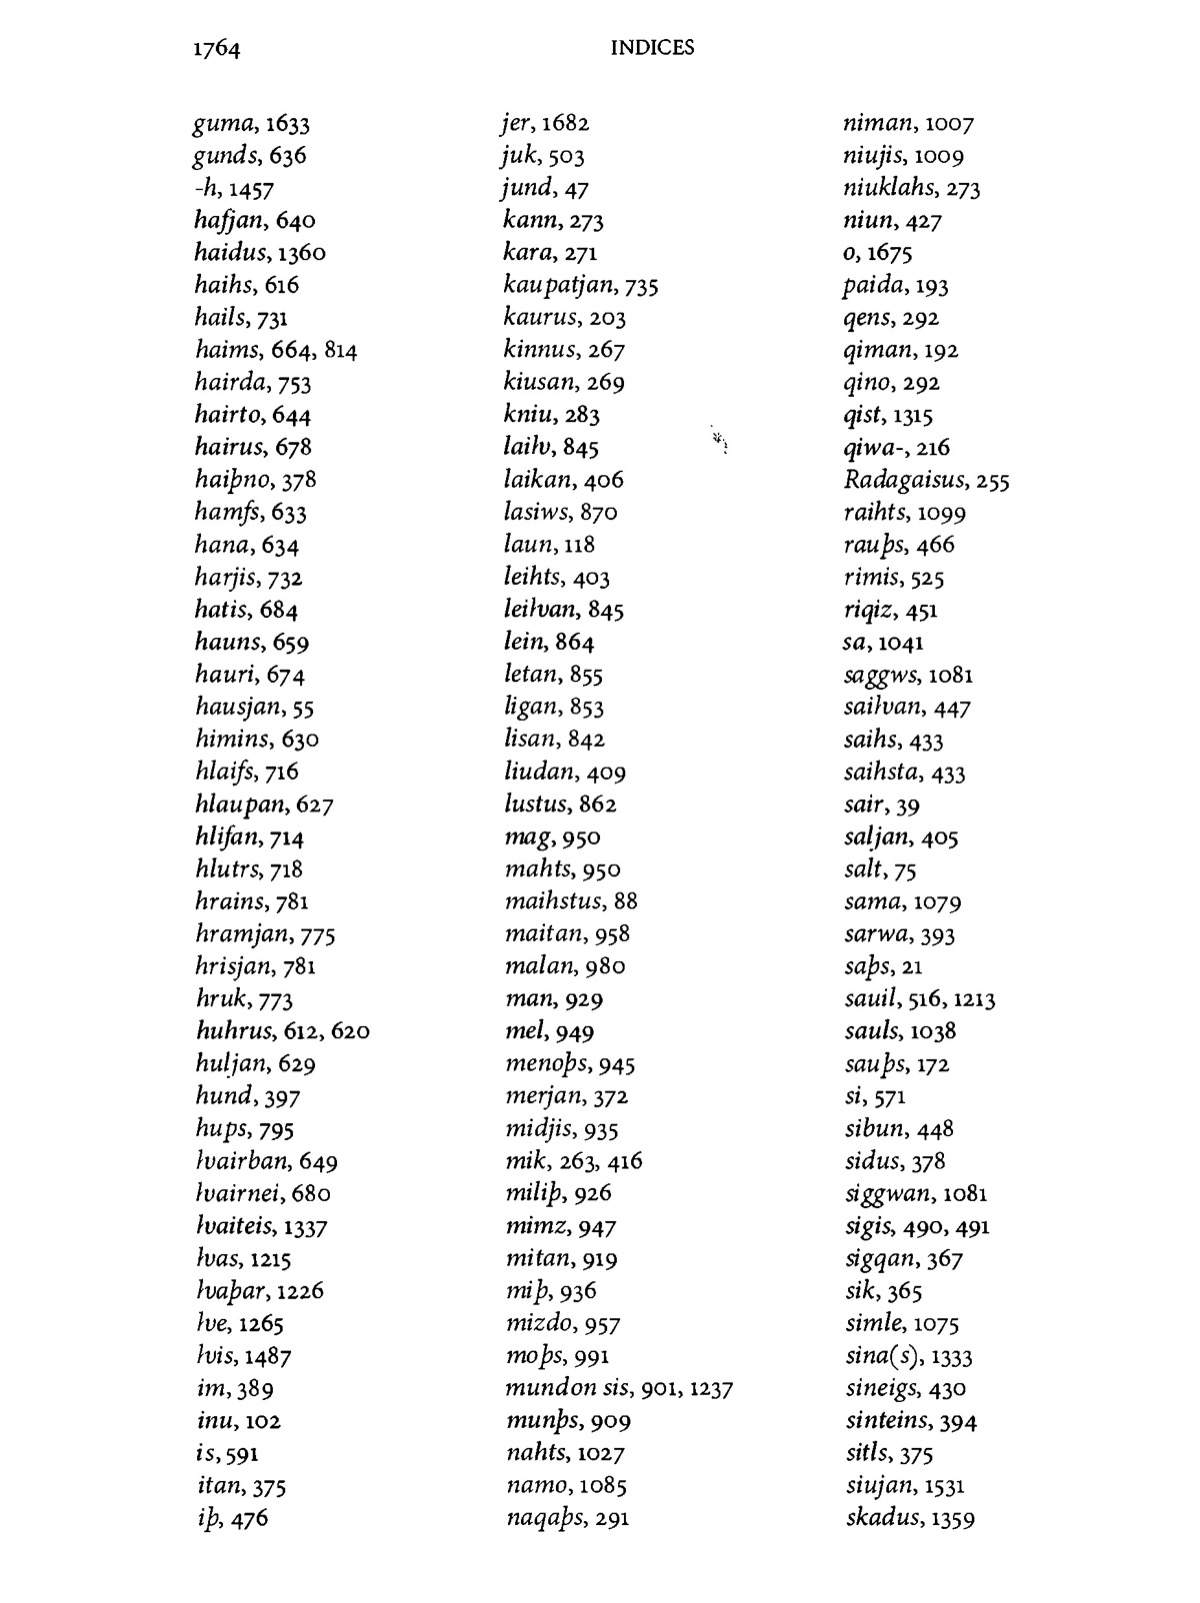 1764
INDICES
guma, 1633
gunds, 636
-h, 1457
hafjan, 640
haidus, 1360
haihs, 616
hails, 731
haims, 664, 814
hairda, 753
hairto, 644
hairus, 678
haiþno, 378
hamfs, 633
hana, 634
harjis, 732
hatis, 684
hauns, 659
hauri, 674
hausjan, 55
himins, 630
hlaifs, 716
hlaupan, 627
hlifan, 714
hlutrs, 718
hrains, 781
hramjan, 775
hrisjan, 781
hruk, 773
huhrus, 612, 620
huljan, 629
hund, 397
hups, 795
ƕairban, 649
ƕairnei, 680
ƕaiteis, 1337
ƕas, 1215
ƕaþar, 1226
ƕe, 1265
ƕis, 1487
im, 389
inu, 102
is, 591
itan, 375
iþ, 476
jer, 1682
juk, 503
jund, 47
kann, 273
kara, 271
kaupatjan, 735
kaurus, 203
kinnus, 267
kiusan, 269
kniu, 283
laiƕ, 845
laikan, 406
lasiws, 870
laun, 118
leihts, 403
leiƕan, 845
lein, 864
letan, 855
ligan, 853
lisan, 842
liudan, 409
lustus, 862
mag, 950
mahts, 950
maihstus, 88
maitan, 958
malan, 980
man, 929
mel, 949
menoþs, 945
merjan, 372
midjis, 935
mik, 263, 416
miliþ, 926
mimz, 947
mitan, 919
miþ, 936
mizdo, 957
moþs, 991
mundon sis, 901, 1237
munþs, 909
nahts, 1027
namo, 1085
naqaþs, 291
niman, 1007
niujis, 1009
niuklahs, 273
niun, 427
o, 1675
paida, 193
qens, 292
qiman, 192
qino, 292
qist, 1315
qiwa-, 216
Radagaisus, 255
raihts, 1099
rauþs, 466
rimis, 525
riqiz, 451
sa, 1041
saggws, 1081
saiƕan, 447
saihs, 433
saihsta, 433
sair, 39
saljan, 405
salt, 75
sama, 1079
sarwa, 393
saþs, 21
sauil, 516, 1213
sauls, 1038
sauþs, 172
si, 571
sibun, 448
sidus, 378
siggwan, 1081
sigis, 490, 491
sigqan, 367
sik, 365
simle, 1075
sina(s), 1333
sineigs, 430
sinteins, 394
sitls, 375
siujan, 1531
skadus, 1359